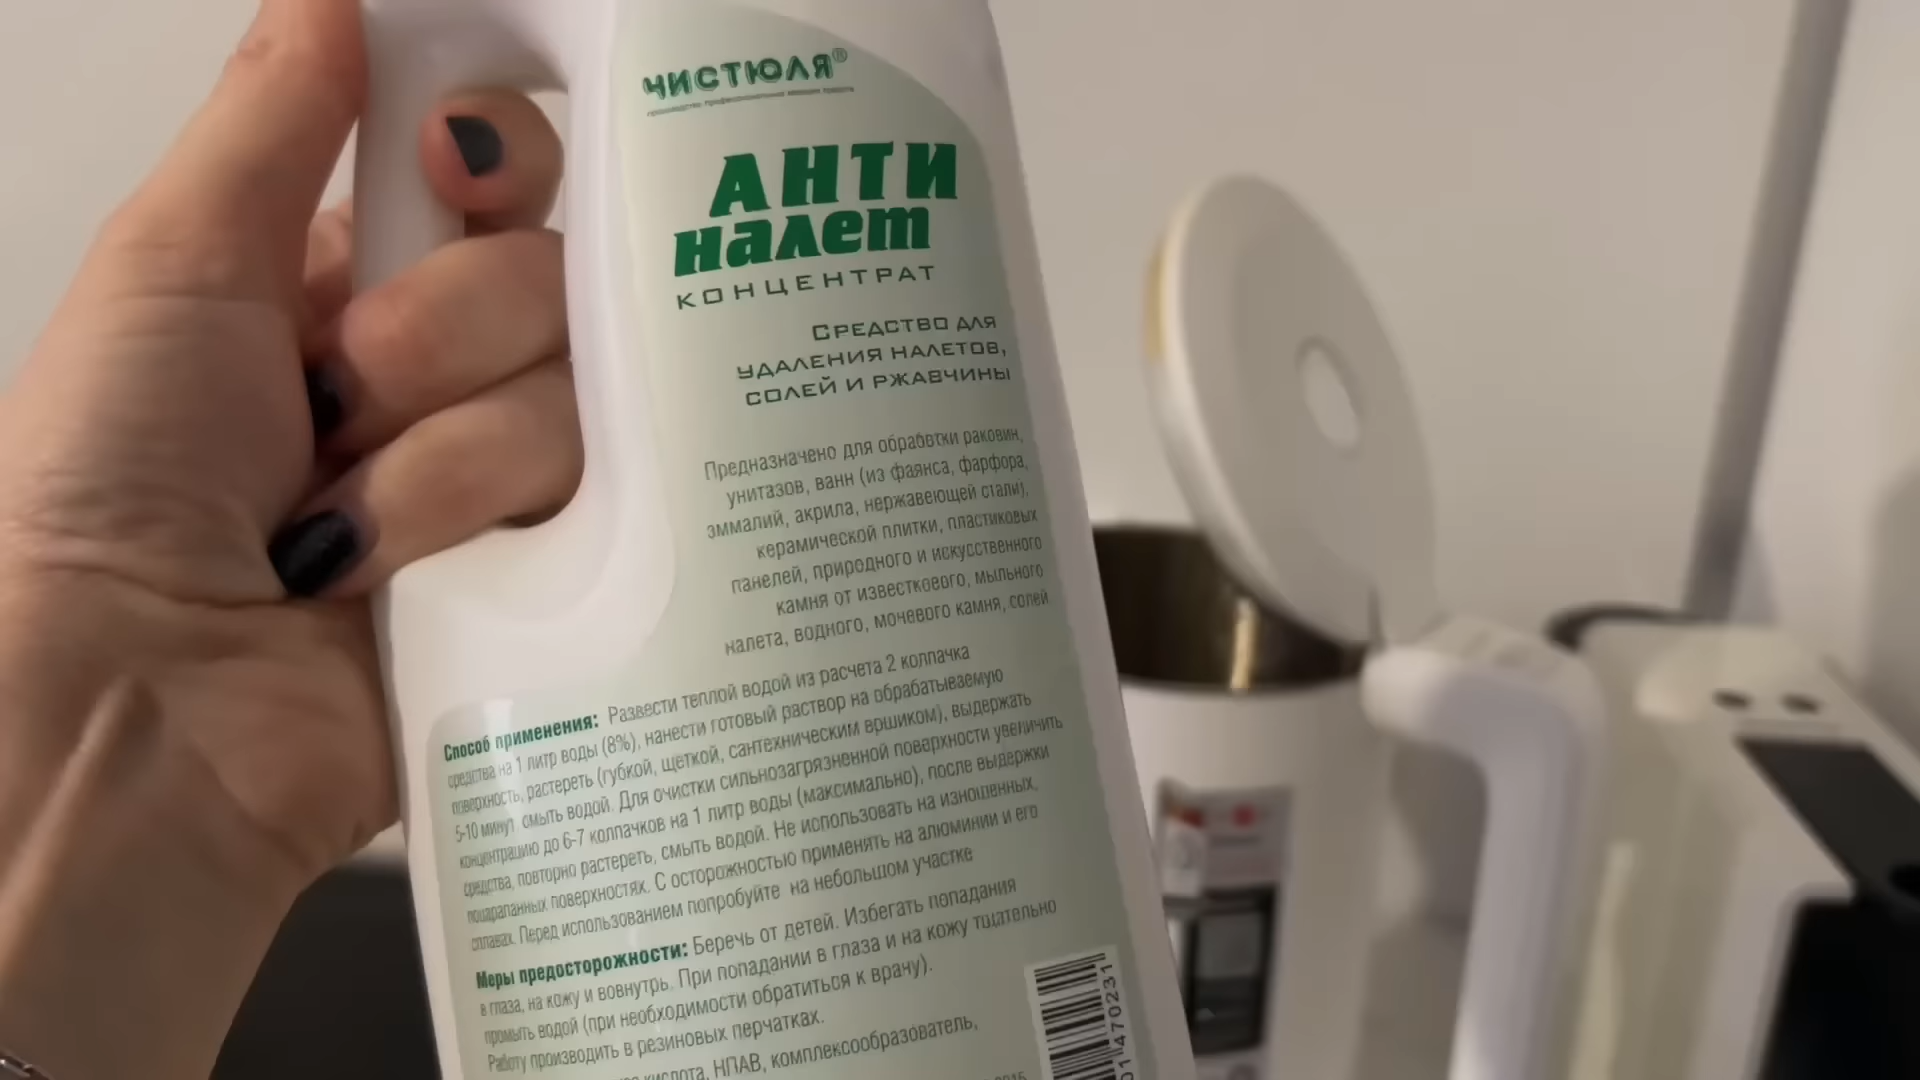 ЧИСТЮЛЯ®
АНТИ
налет
КОНЦЕНТРАТ
СРЕДСТВО ДЛЯ
УДАЛЕНИЯ НАЛЕТОВ,
СОЛЕЙ И РЖАВЧИНЫ
Предназначено для обработки раковин,
унитазов, ванн (из фаянса, фарфора,
эммалий, акрила, нержавеющей стали),
керамической плитки, пластиковых
панелей, природного и искусственного
камня от известкового, мыльного
налета, водного, мочевого камня, солей
Способ применения: Развести теплой водой из расчета 2 колпачка
средства на 1 литр воды (8%), нанести готовый раствор на обрабатываемую
поверхность, растереть (губкой, щеткой, сантехническим ершиком), выдержать
5-10 минут, смыть водой. Для очистки сильнозагрязненной поверхности увеличить
концентрацию до 6-7 колпачков на 1 литр воды (максимально), после выдержки
средства, повторно растереть, смыть водой. Не использовать на изношенных,
поцарапанных поверхностях. С осторожностью применять на алюминии и его
сплавах. Перед использованием попробуйте на небольшом участке
Меры предосторожности: Беречь от детей. Избегать попадания
в глаза, на кожу и вовнутрь. При попадании в глаза и на кожу тщательно
промыть водой (при необходимости обратиться к врачу).
Работу производить в резиновых перчатках.
кислота, НПАВ, комплексообразователь,
01470231